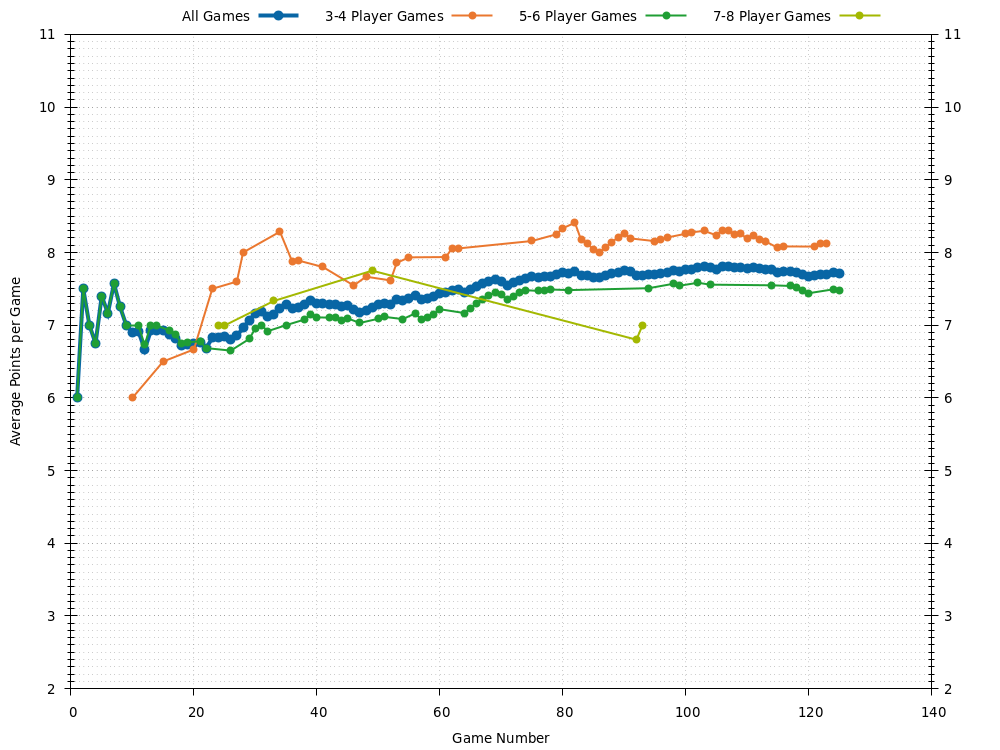 All Games 3-4 Player Games 5-6 Player Games 7-8 Player Games
11 11
10 10
9 9
8 8
7 7
6 6
5 5
4 4
3 3
2 2
Average Points per Game
0 20 40 60 80 100 120 140
Game Number